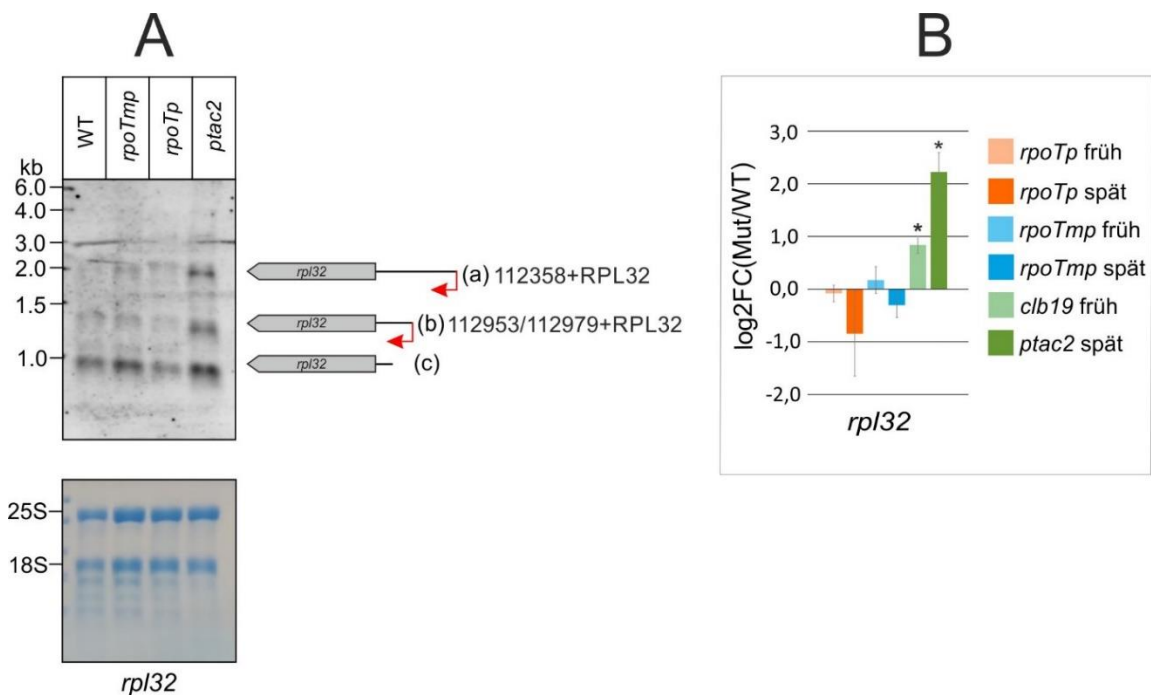 A
WT
rpoTmp
rpoTp
ptac2
kb
6.0
4.0
3.0
2.0
1.5
1.0
rpl32
(a) 112358+RPL32
rpl32
(b) 112953/112979+RPL32
rpl32
(c)
25S
18S
rpl32
B
log2FC(Mut/WT)
3,0
2,0
1,0
0,0
-1,0
-2,0
*
*
rpl32
rpoTp früh
rpoTp spät
rpoTmp früh
rpoTmp spät
clb19 früh
ptac2 spät